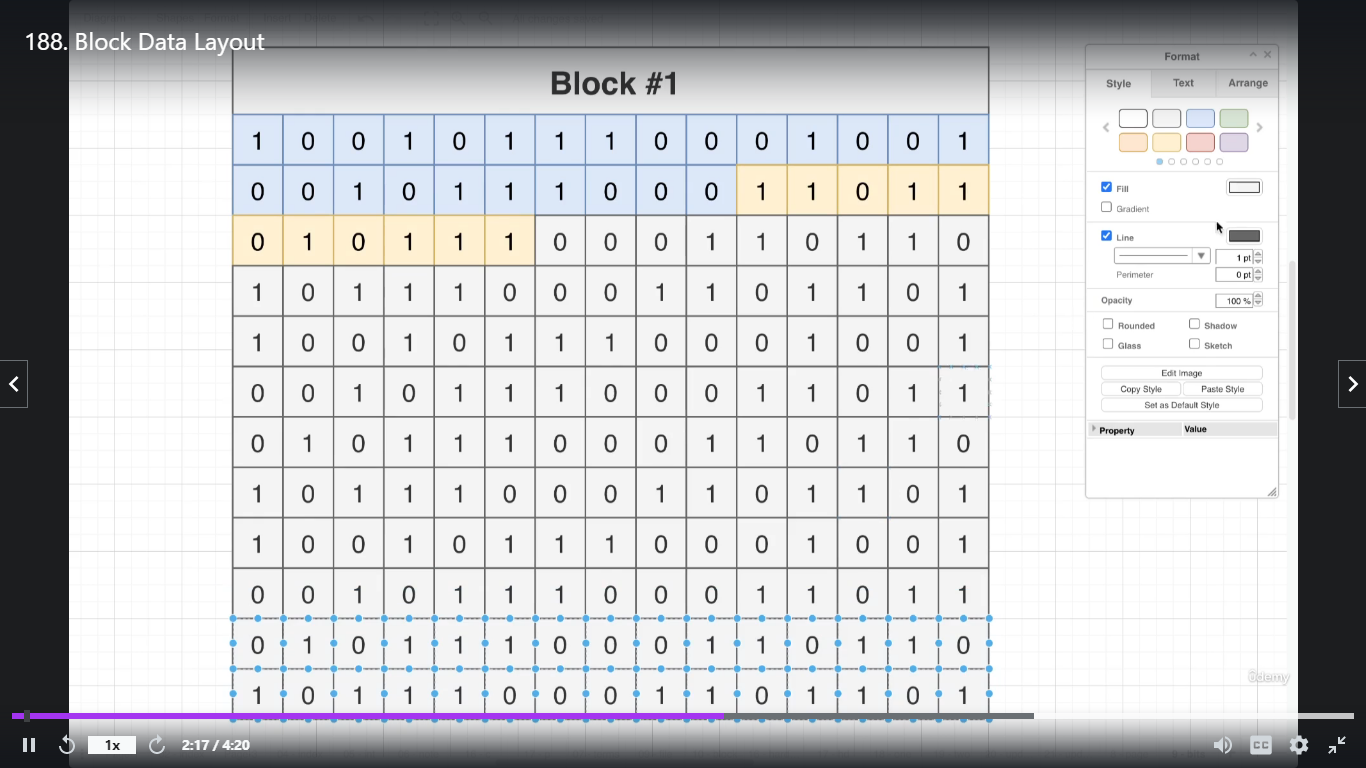 188. Block Data Layout
Block #1
1 0 0 1 0 1 1 1 0 0 0 1 0 0 1
0 0 1 0 1 1 1 0 0 0 1 1 0 1 1
0 1 0 1 1 1 0 0 0 1 1 0 1 1 0
1 0 1 1 1 0 0 0 1 1 0 1 1 0 1
1 0 0 1 0 1 1 1 0 0 0 1 0 0 1
0 0 1 0 1 1 1 0 0 0 1 1 0 1 1
0 1 0 1 1 1 0 0 0 1 1 0 1 1 0
1 0 1 1 1 0 0 0 1 1 0 1 1 0 1
1 0 0 1 0 1 1 1 0 0 0 1 0 0 1
0 0 1 0 1 1 1 0 0 0 1 1 0 1 1
0 1 0 1 1 1 0 0 0 1 1 0 1 1 0
1 0 1 1 1 0 0 0 1 1 0 1 1 0 1
Format
Style Text Arrange
Fill
Gradient
Line
1 pt
Perimeter 0 pt
Opacity 100 %
Rounded Shadow
Glass Sketch
Edit Image
Copy Style Paste Style
Set as Default Style
Property Value
ûdemy
1x 2:17 / 4:20 CC